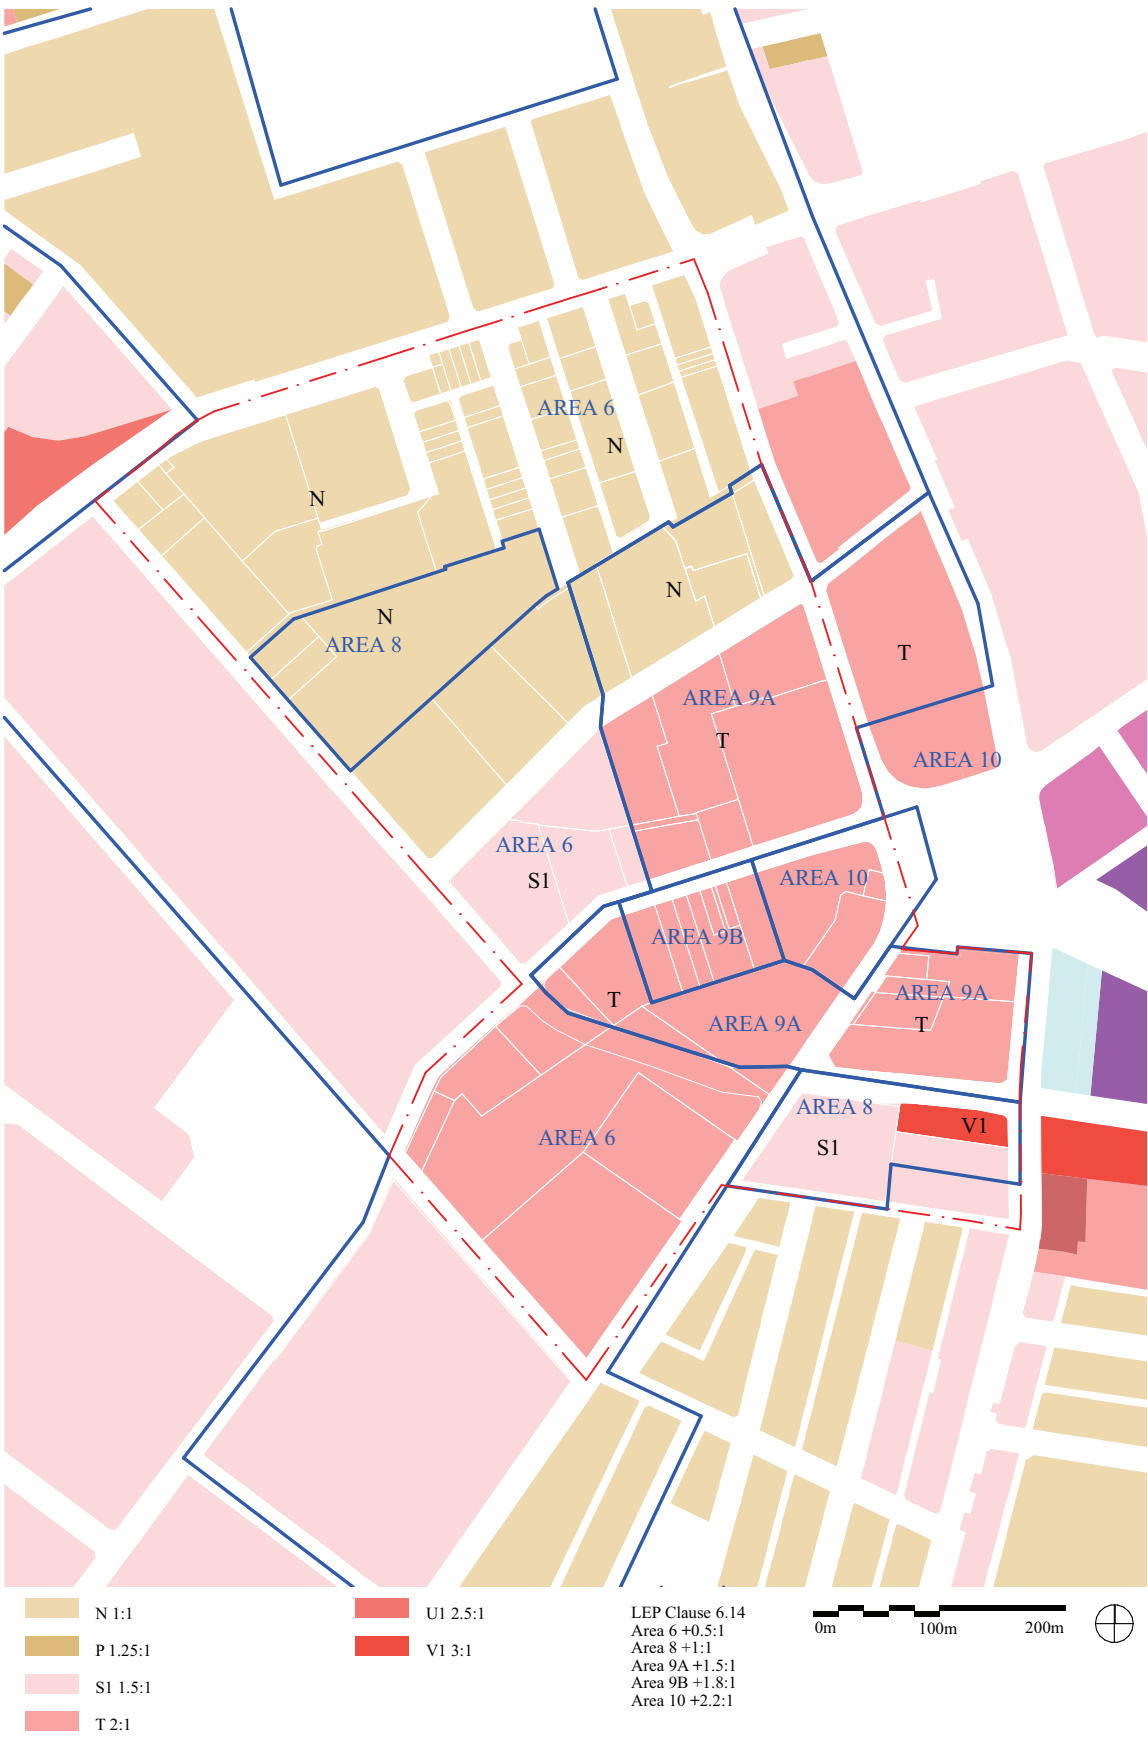 AREA 6
N
N
N
AREA 8
N
T
AREA 9A
T
AREA 10
AREA 6
S1
AREA 10
AREA 9B
AREA 9A
T
T
AREA 9A
AREA 8
V1
AREA 6
S1
N 1:1
P 1.25:1
S1 1.5:1
T 2:1
U1 2.5:1
V1 3:1
LEP Clause 6.14
Area 6 +0.5:1
Area 8 +1:1
Area 9A +1.5:1
Area 9B +1.8:1
Area 10 +2.2:1
0m 100m 200m